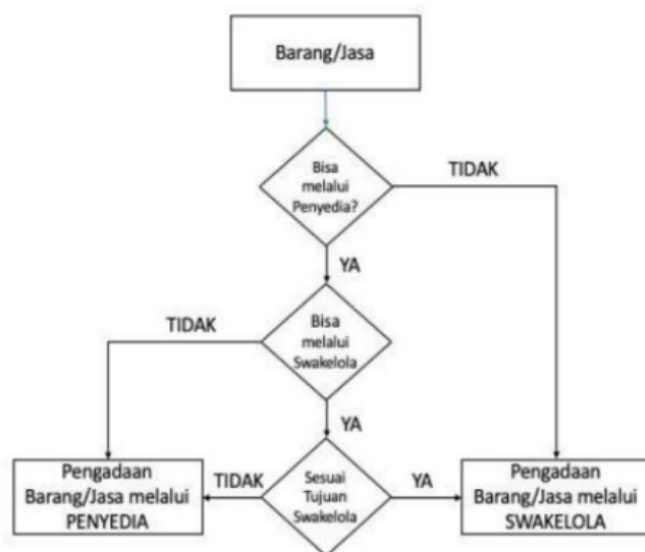 Barang/Jasa
Bisa
melalui
Penyedia?
TIDAK
YA
TIDAK
Bisa
melalui
Swakelola
YA
Pengadaan
Barang/Jasa melalui
PENYEDIA
TIDAK
Sesuai
Tujuan
Swakelola
YA
Pengadaan
Barang/Jasa melalui
SWAKELOLA